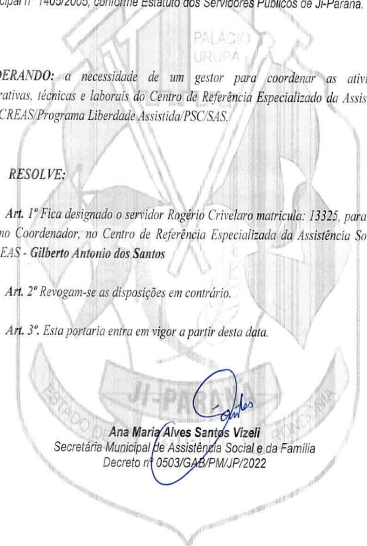 cipal n° 1405/2005, conforme Estatuto dos Servidores Públicos de Ji-Paraná.
PALÁCIO
URUPÁ
DERANDO: a necessidade de um gestor para coordenar as ativi
rativas, técnicas e laborais do Centro de Referência Especializado da Assis
CREAS/Programa Liberdade Assistida/PSC/SAS.
RESOLVE:
Art. 1º Fica designado o servidor Rogério Crivelaro matricula: 13325, para
no Coordenador, no Centro de Referência Especializada da Assistência So
EAS - Gilberto Antonio dos Santos
Art. 2º Revogam-se as disposições em contrário.
Art. 3º. Esta portaria entra em vigor a partir desta data.
JI-PARANÁ
ESTADO DE RONDÔNIA
Ana Maria Alves Santos Vizeli
Secretária Municipal de Assistência Social e da Família
Decreto nº 0503/GAB/PM/JP/2022